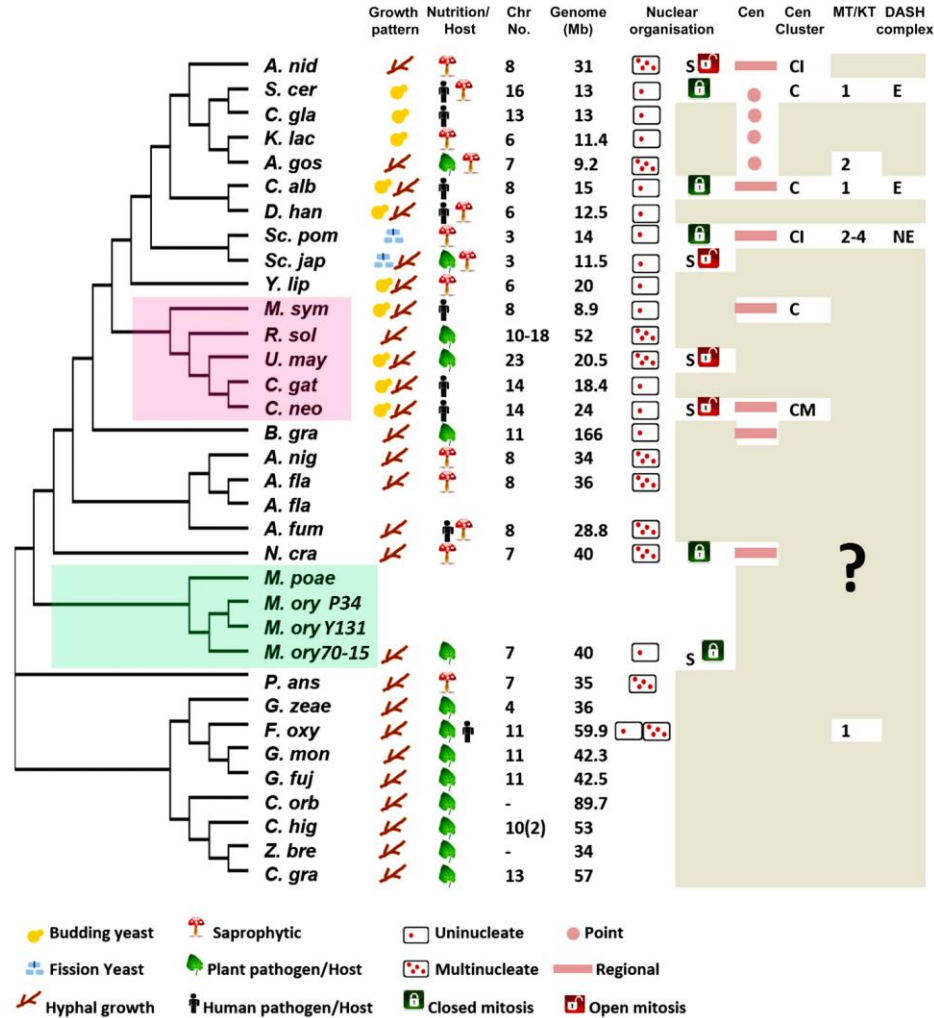 Growth pattern Nutrition/ Host Chr No. Genome (Mb) Nuclear organisation Cen Cen Cluster MT/KT DASH complex
A. nid 8 31 S CI
S. cer 16 13 C 1 E
C. gla 13 13
K. lac 6 11.4
A. gos 7 9.2 2
C. alb 8 15 C 1 E
D. han 6 12.5
Sc. pom 3 14 CI 2-4 NE
Sc. jap 3 11.5 S
Y. lip 6 20
M. sym 8 8.9 C
R. sol 10-18 52
U. may 23 20.5 S
C. gat 14 18.4
C. neo 14 24 S CM
B. gra 11 166
A. nig 8 34
A. fla 8 36
A. fla
A. fum 8 28.8
N. cra 7 40
?
M. poae
M. ory P34
M. ory Y131
M. ory 70-15 7 40 S
P. ans 7 35
G. zeae 4 36
F. oxy 11 59.9 1
G. mon 11 42.3
G. fuj 11 42.5
C. orb - 89.7
C. hig 10(2) 53
Z. bre - 34
C. gra 13 57
Budding yeast Saprophytic Uninucleate Point
Fission Yeast Plant pathogen/Host Multinucleate Regional
Hyphal growth Human pathogen/Host Closed mitosis Open mitosis